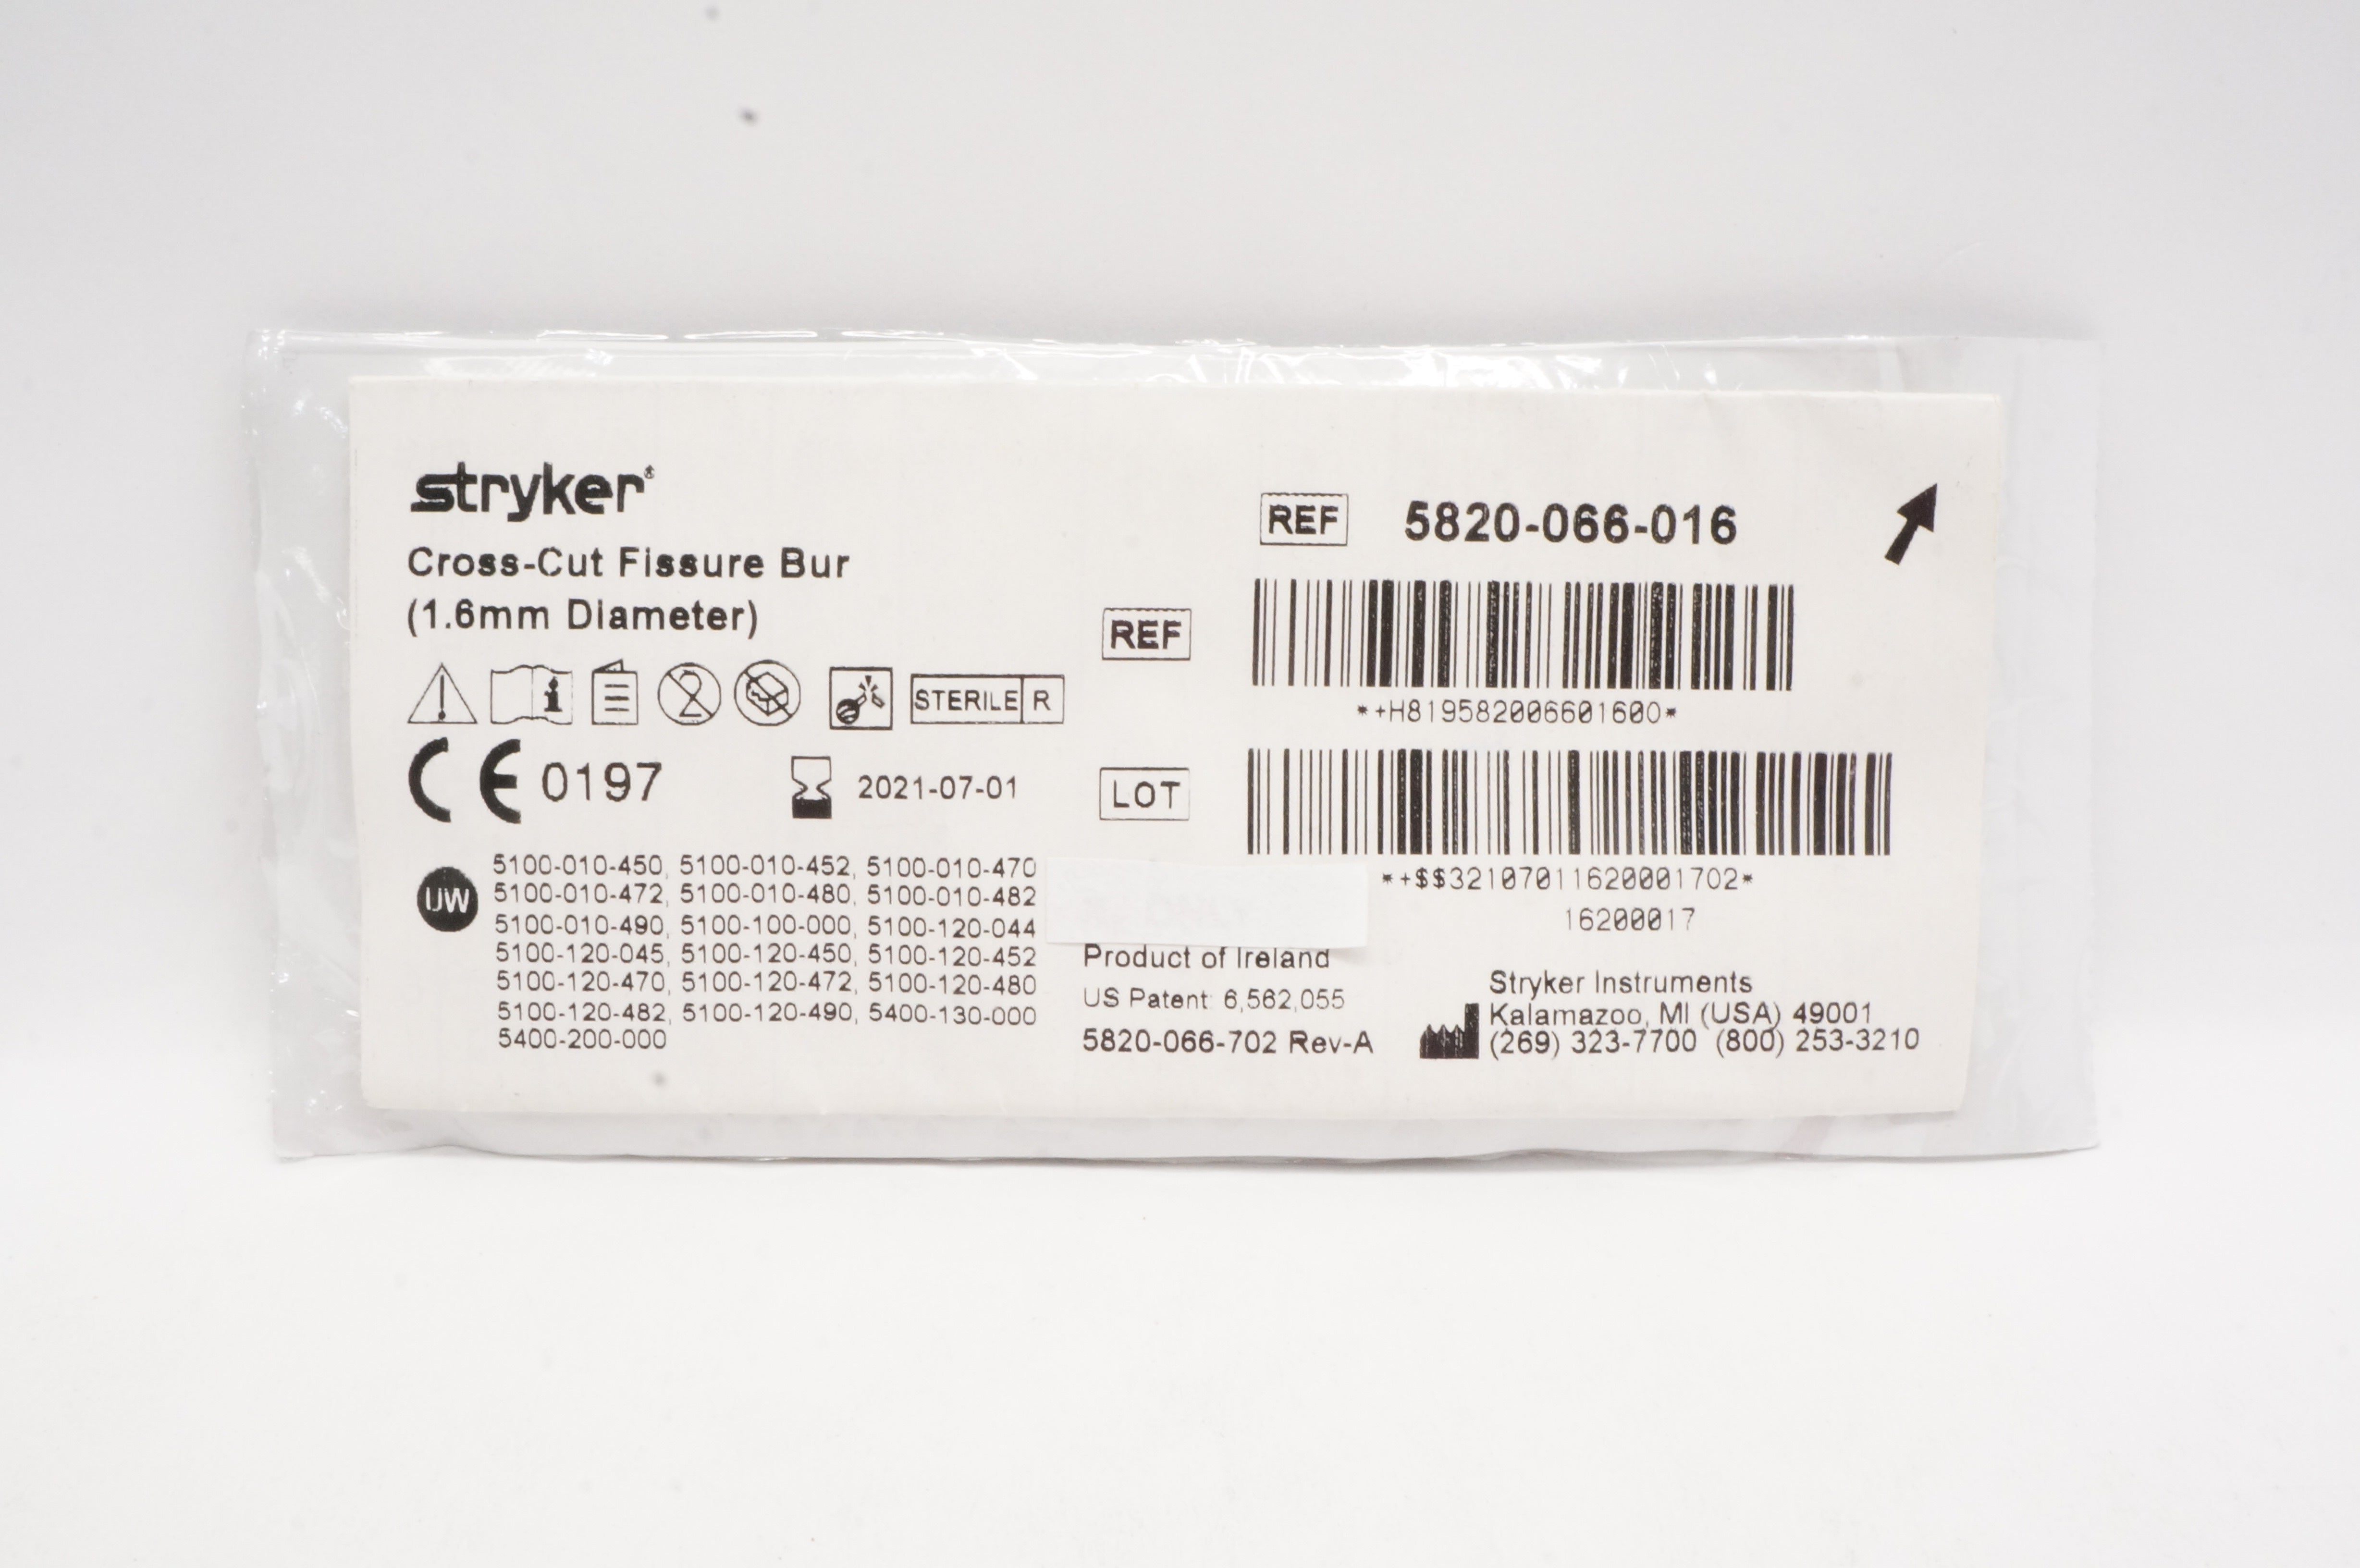 stryker®
Cross-Cut Fissure Bur
(1.6mm Diameter)
STERILE R
CE 0197
2021-07-01
UW
5100-010-450, 5100-010-452, 5100-010-470
5100-010-472, 5100-010-480, 5100-010-482
5100-010-490, 5100-100-000, 5100-120-044
5100-120-045, 5100-120-450, 5100-120-452
5100-120-470, 5100-120-472, 5100-120-480
5100-120-482, 5100-120-490, 5400-130-000
5400-200-000
REF 5820-066-016
REF
*+H819582006601600*
LOT
*+$$32107011620001702*
16200017
Product of Ireland
US Patent: 6,562,055
5820-066-702 Rev-A
Stryker Instruments
Kalamazoo, MI (USA) 49001
(269) 323-7700 (800) 253-3210